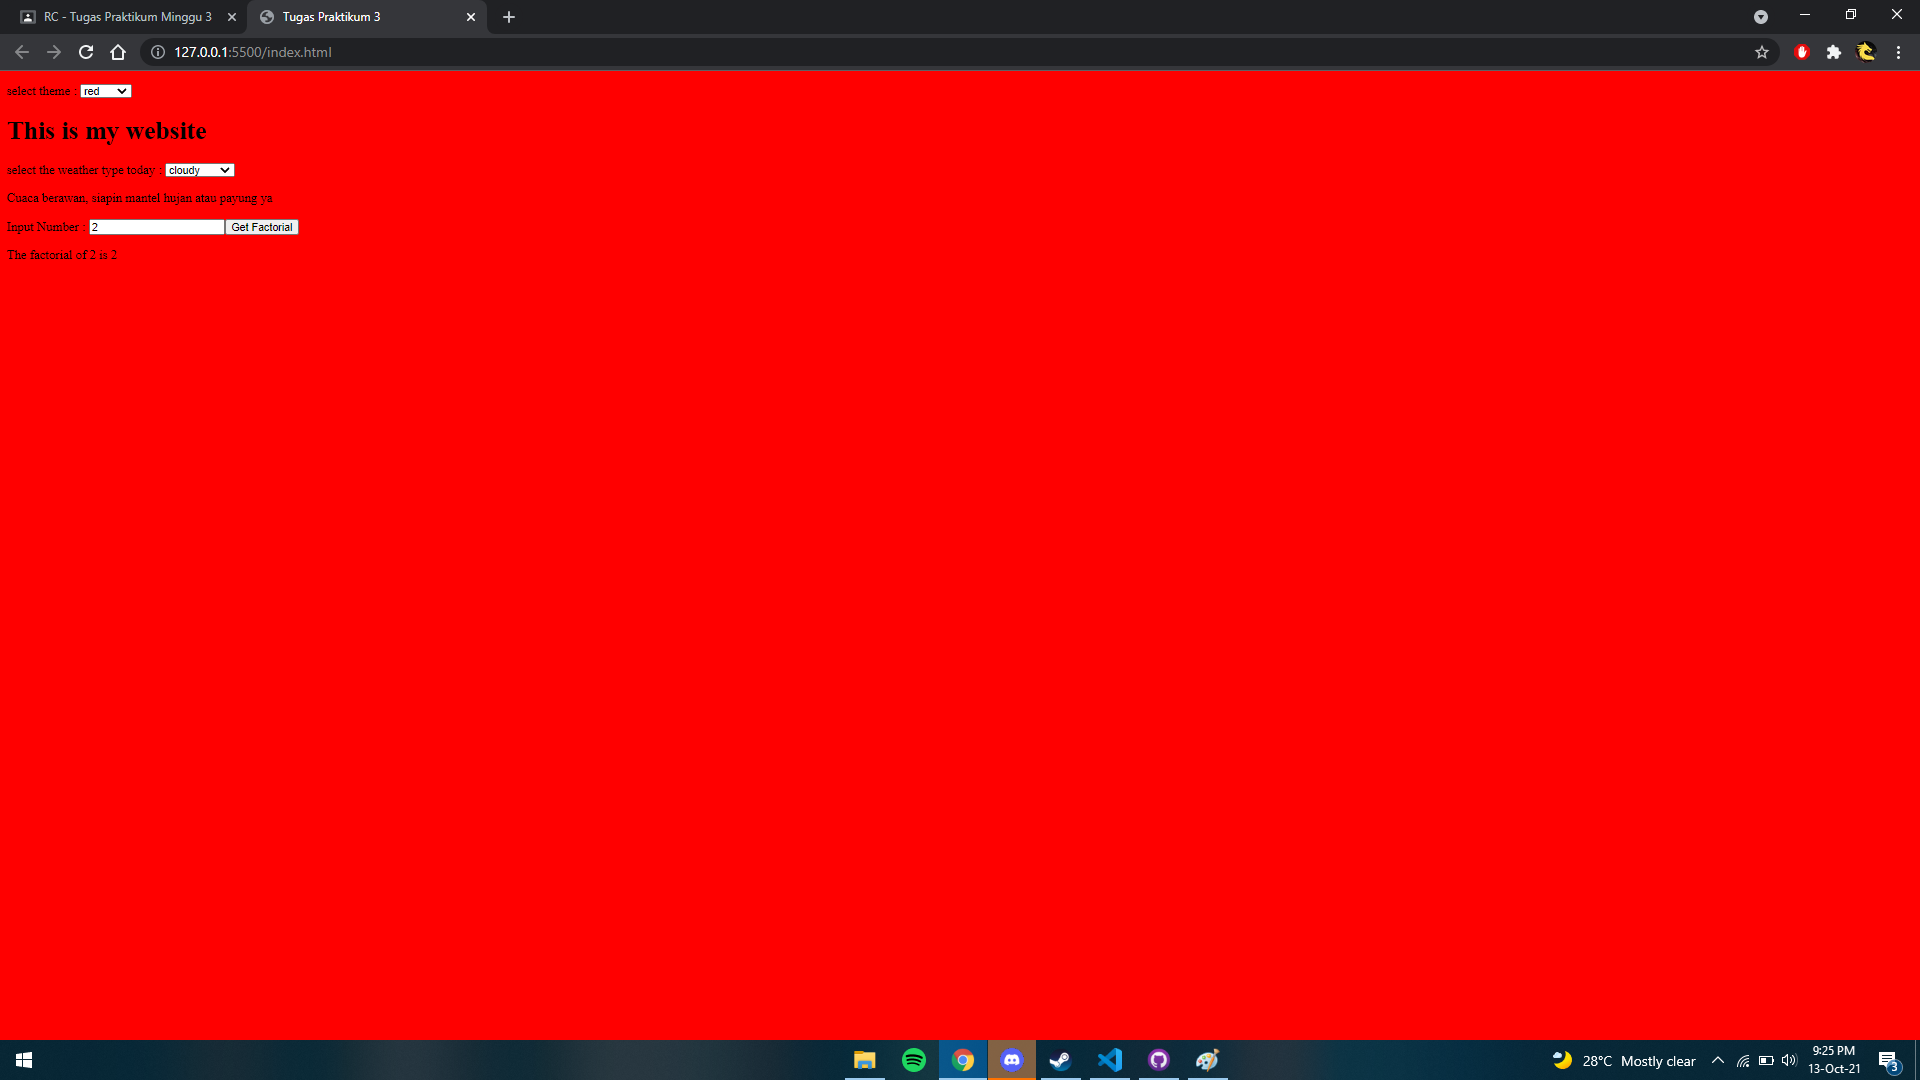 RC - Tugas Praktikum Minggu 3
Tugas Praktikum 3
127.0.0.1:5500/index.html
select theme : red
This is my website
select the weather type today : cloudy
Cuaca berawan, siapin mantel hujan atau payung ya
Input Number : 2 Get Factorial
The factorial of 2 is 2
28°C Mostly clear
9:25 PM
13-Oct-21
3